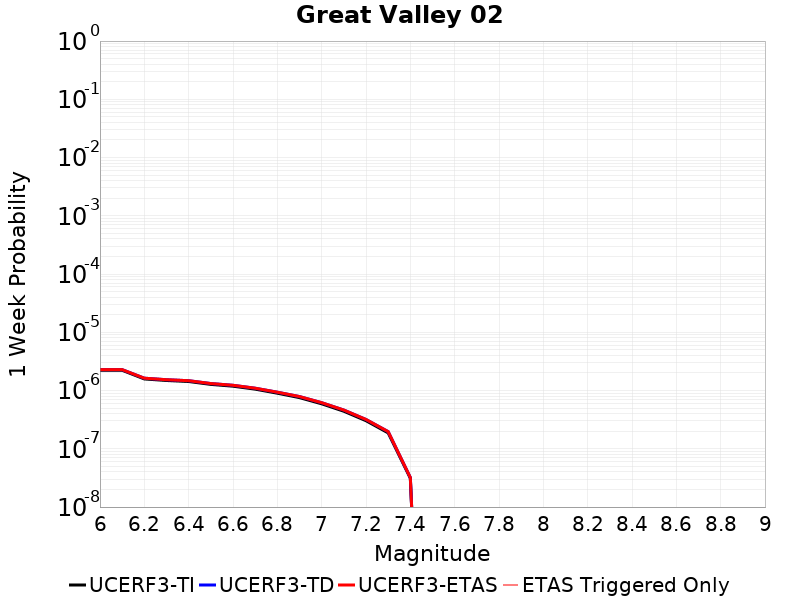 Great Valley 02
10^0
10^-1
10^-2
10^-3
10^-4
10^-5
10^-6
10^-7
10^-8
1 Week Probability
6 6.2 6.4 6.6 6.8 7 7.2 7.4 7.6 7.8 8 8.2 8.4 8.6 8.8 9
Magnitude
UCERF3-TI UCERF3-TD UCERF3-ETAS ETAS Triggered Only